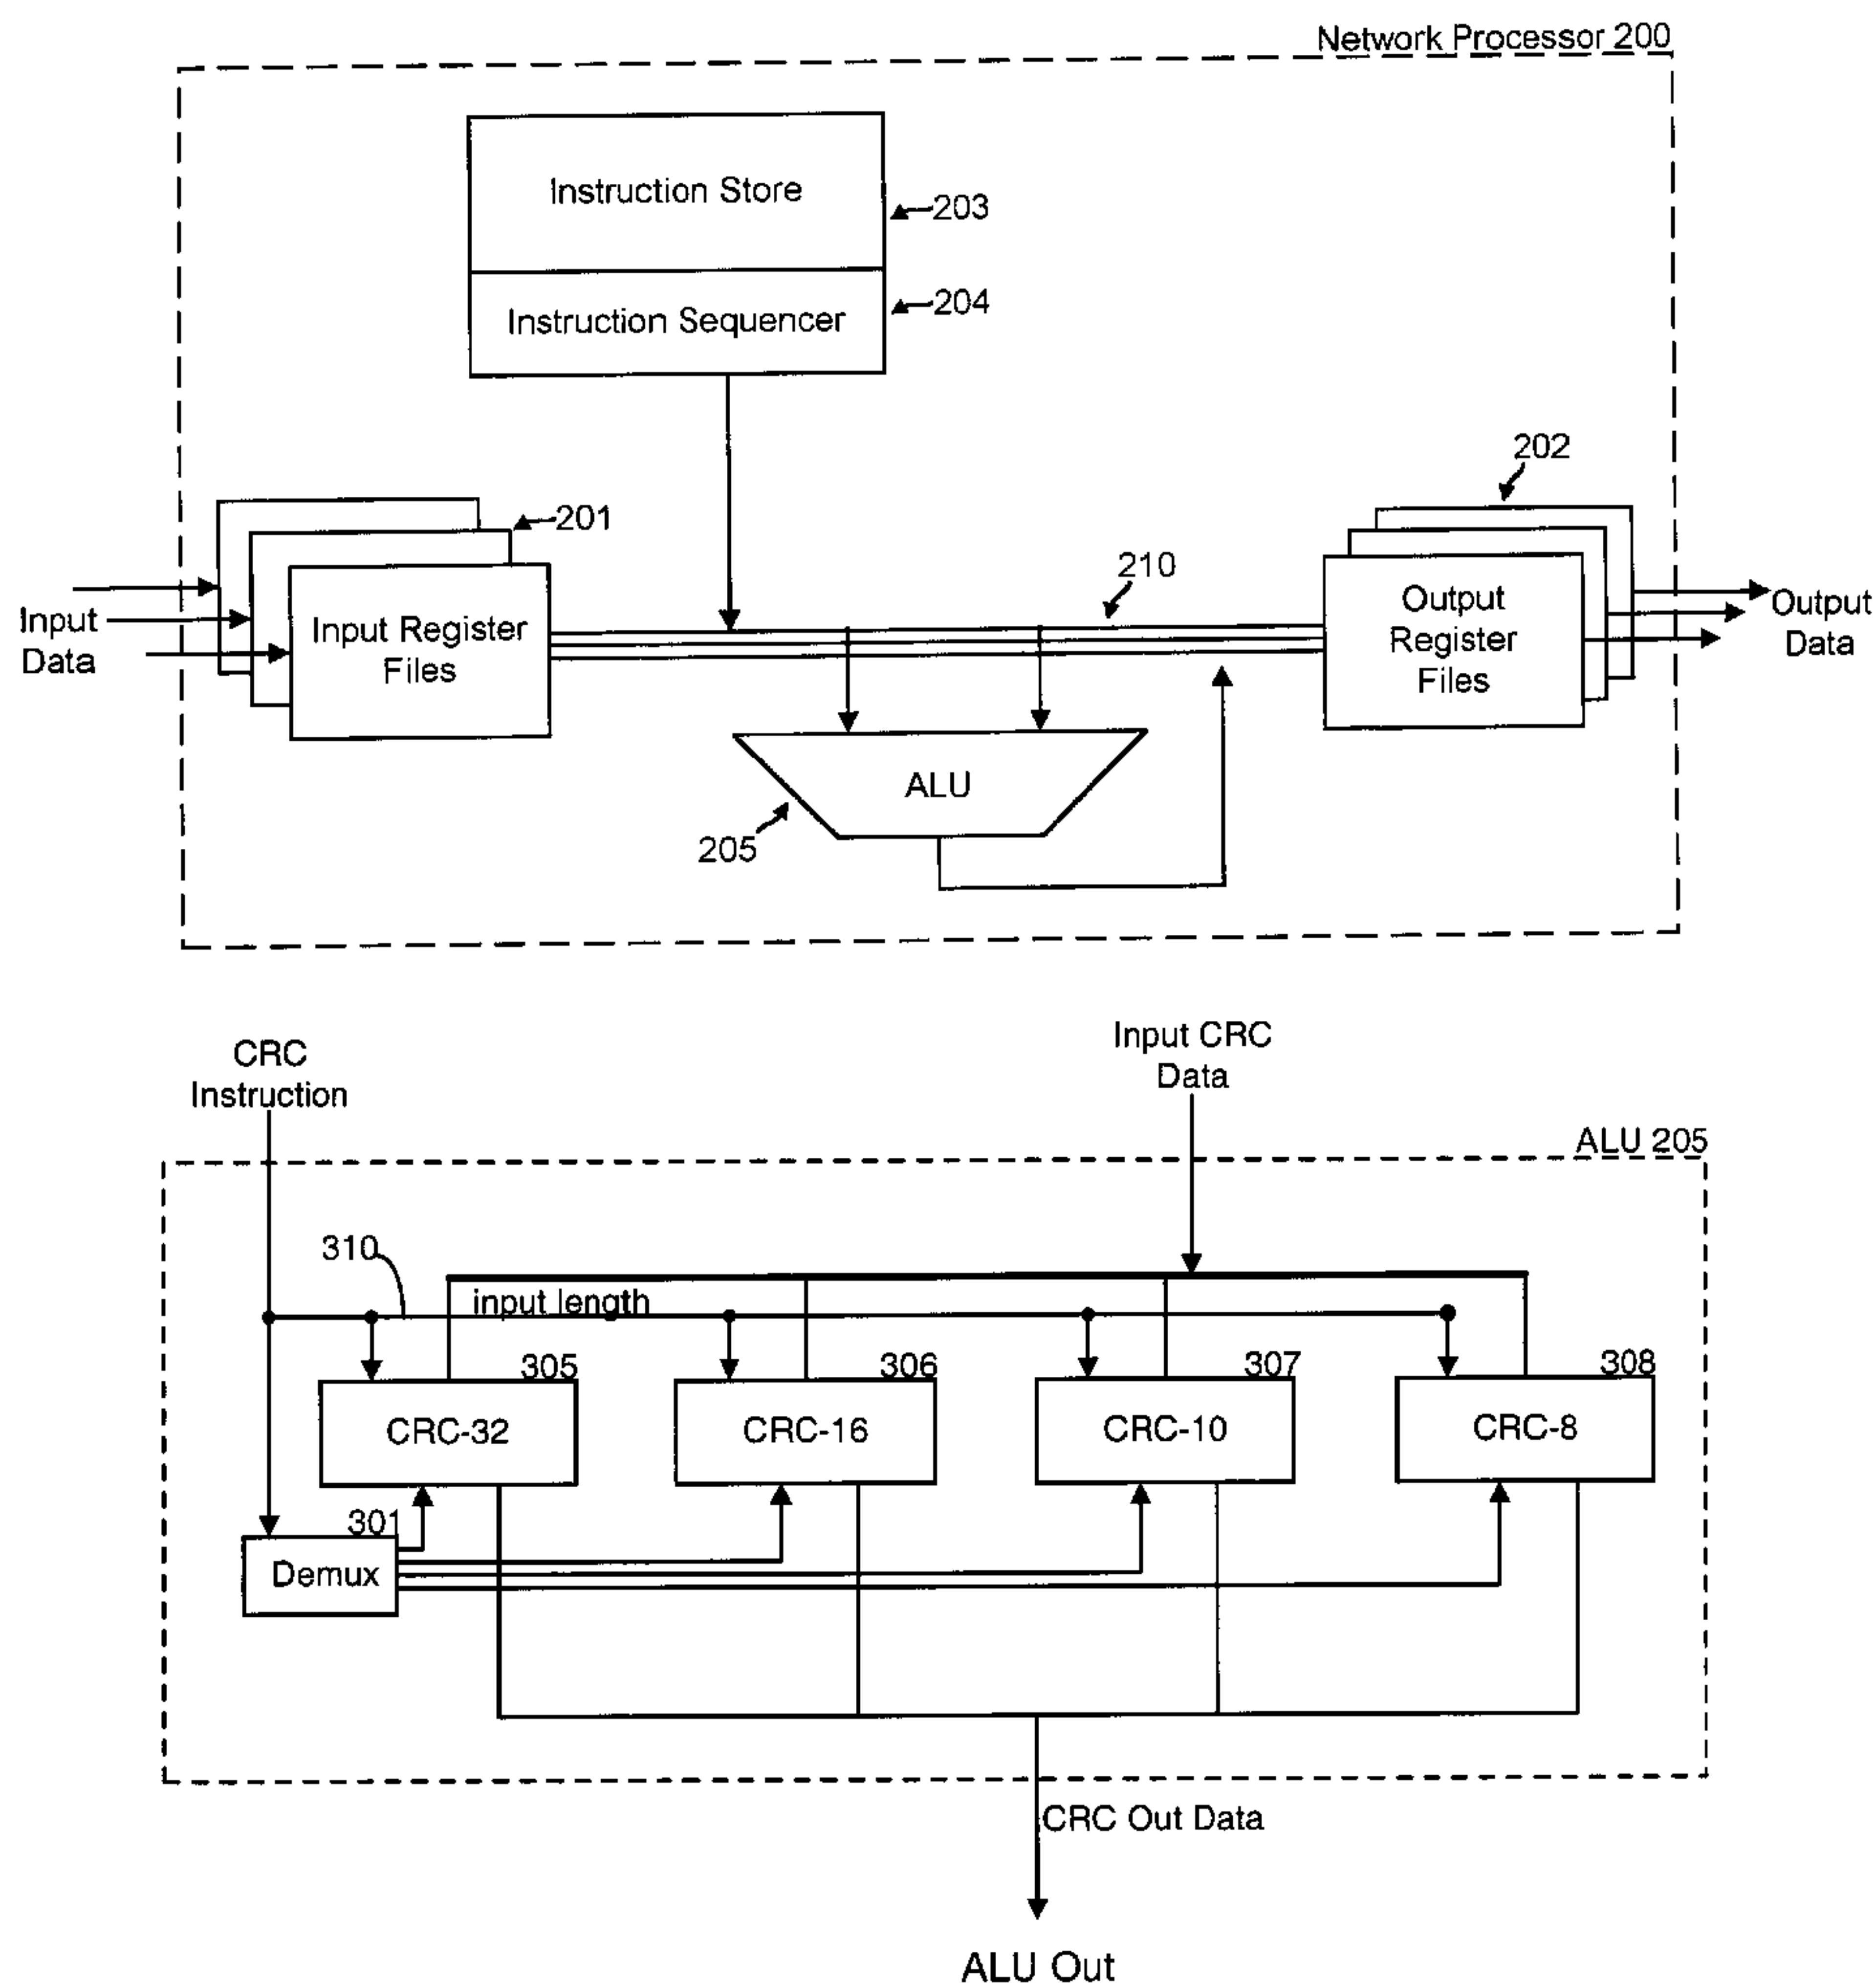 Network Processor 200
Instruction Store
203
Instruction Sequencer
204
202
201
210
Input
Data
Input Register
Files
Output
Register
Files
Output
Data
ALU
205
CRC
Instruction
Input CRC
Data
ALU 205
310
input length
305
306
307
308
CRC-32
CRC-16
CRC-10
CRC-8
301
Demux
CRC Out Data
ALU Out